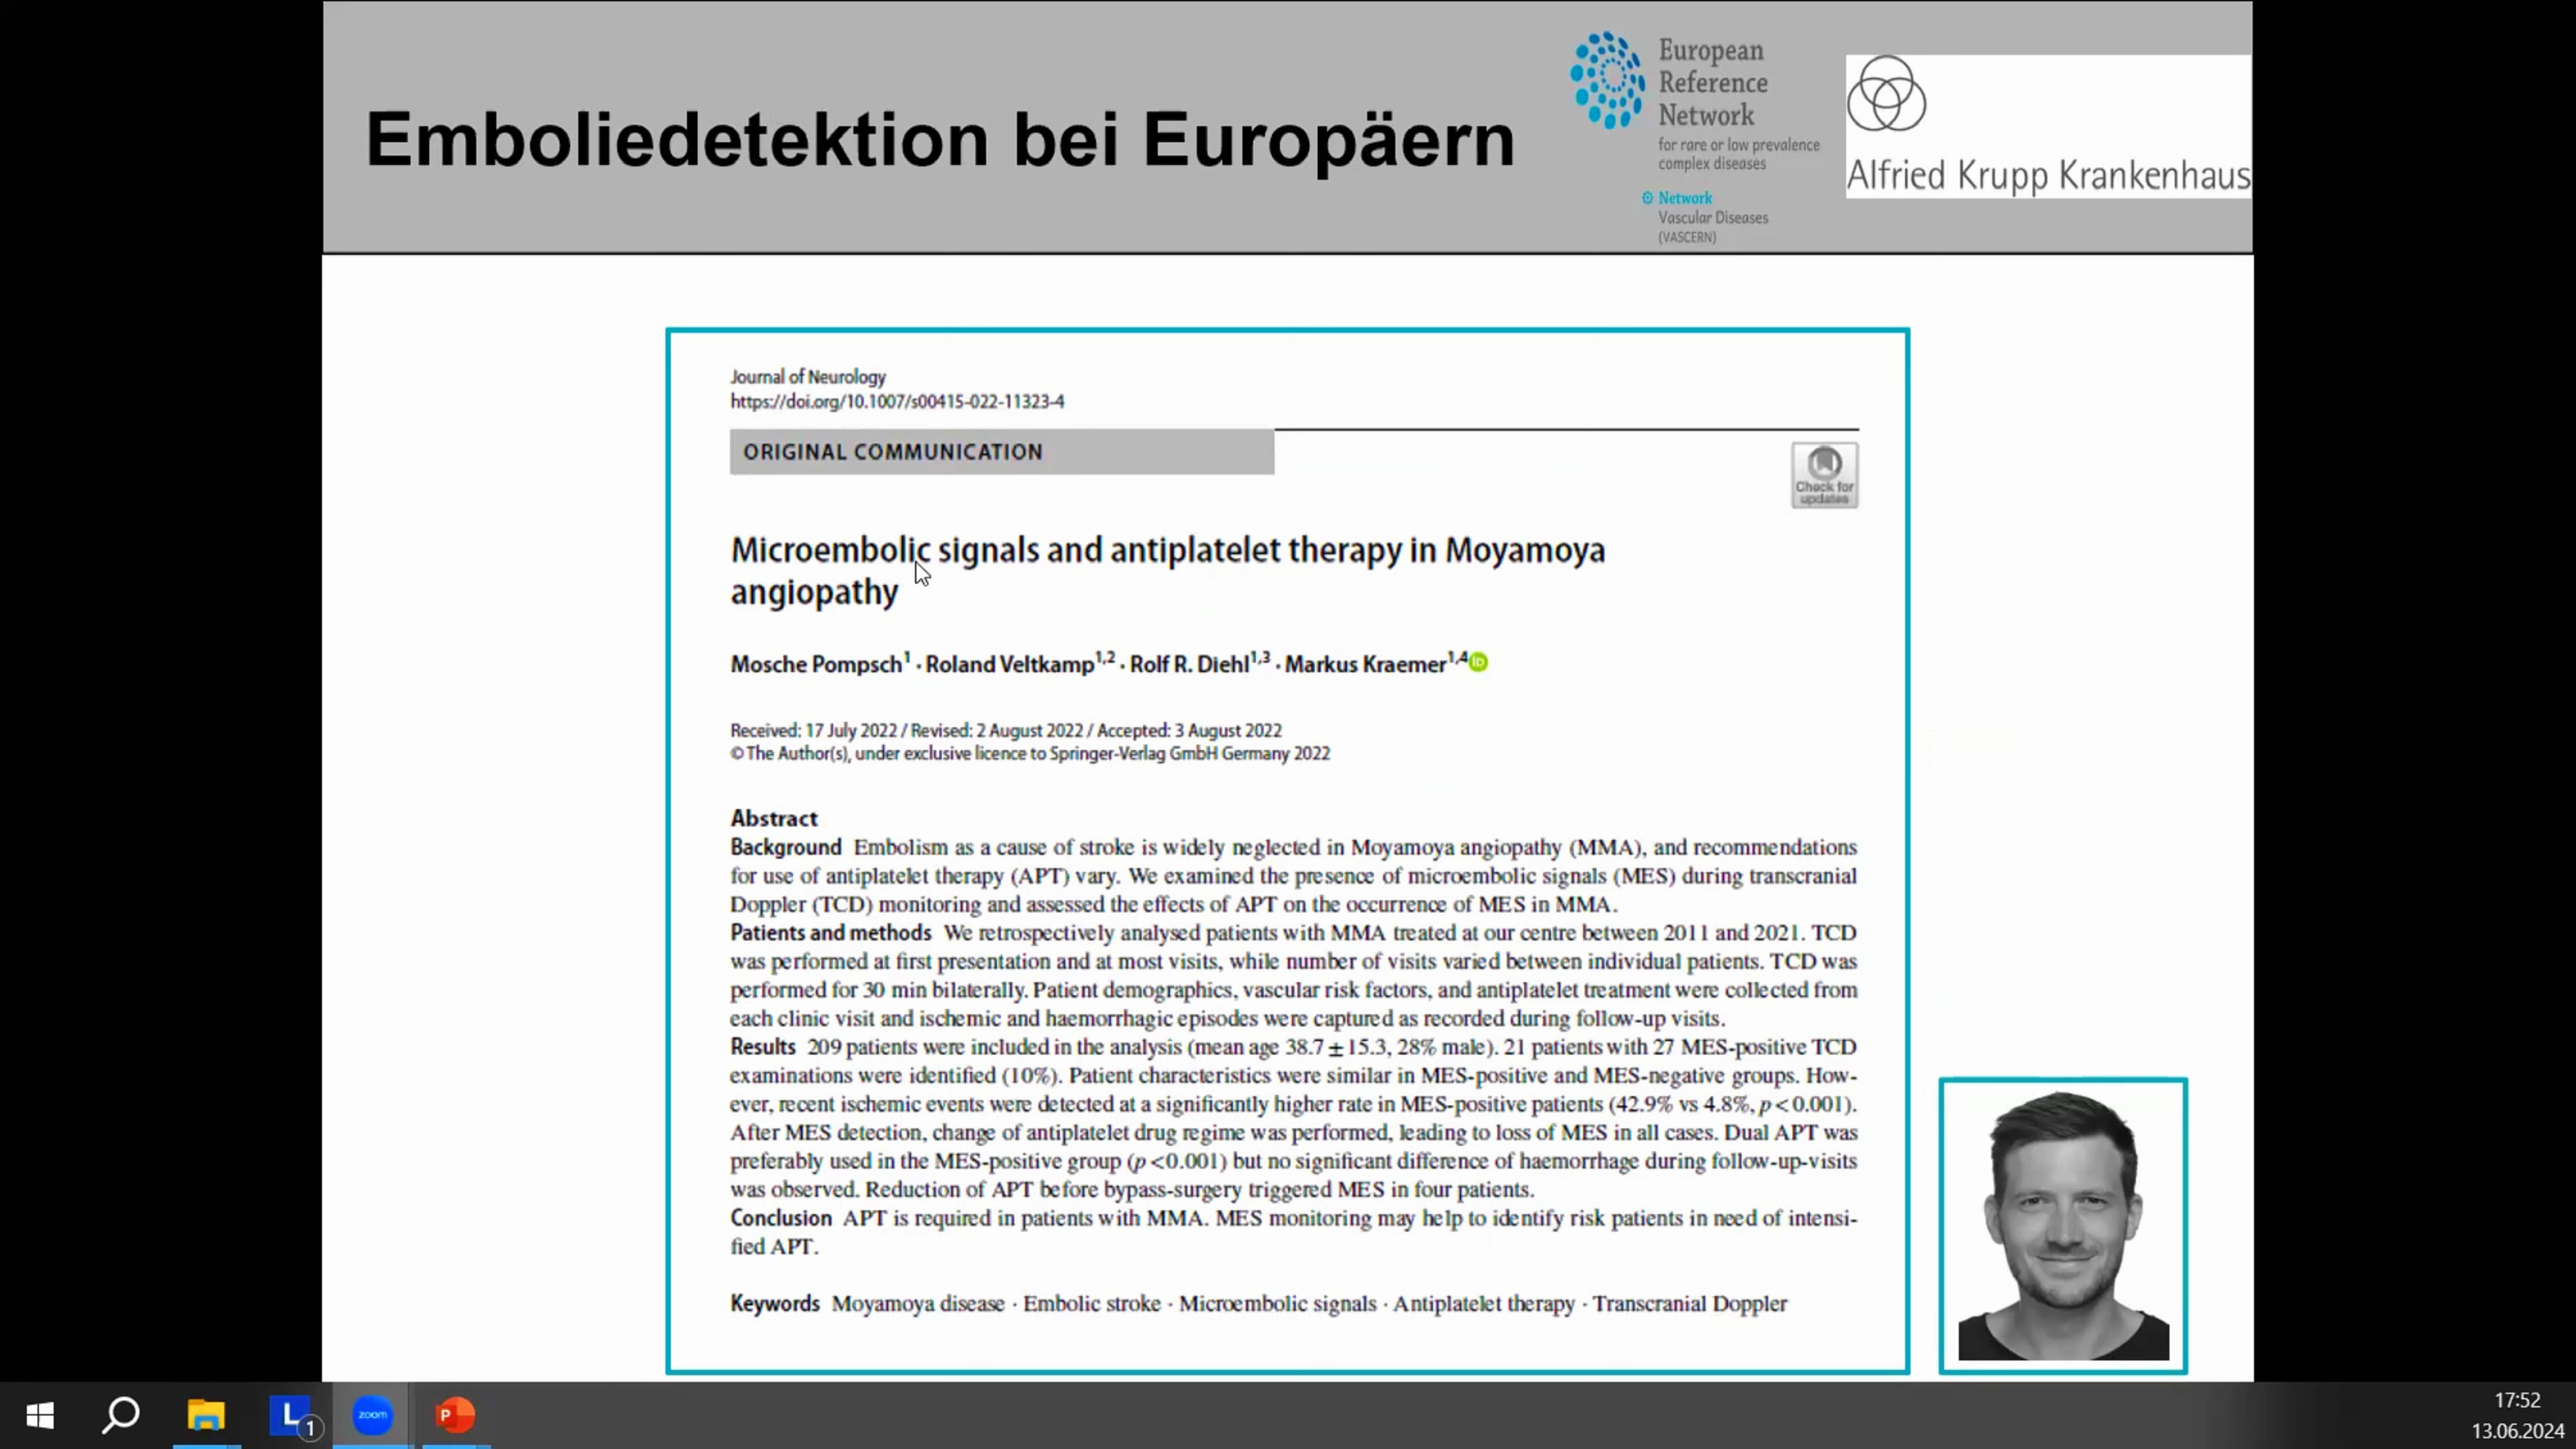 Emboliedetektion bei Europäern
European
Reference
Network
for rare or low prevalence
complex diseases
Network
Vascular Diseases
(VASCERN)
Alfried Krupp Krankenhaus
Journal of Neurology
https://doi.org/10.1007/s00415-022-11323-4
ORIGINAL COMMUNICATION
Check for
updates
Microembolic signals and antiplatelet therapy in Moyamoya
angiopathy
Mosche Pompsch1 · Roland Veltkamp1,2 · Rolf R. Diehl1,3 · Markus Kraemer1,4 iD
Received: 17 July 2022 / Revised: 2 August 2022 / Accepted: 3 August 2022
© The Author(s), under exclusive licence to Springer-Verlag GmbH Germany 2022
Abstract
Background Embolism as a cause of stroke is widely neglected in Moyamoya angiopathy (MMA), and recommendations
for use of antiplatelet therapy (APT) vary. We examined the presence of microembolic signals (MES) during transcranial
Doppler (TCD) monitoring and assessed the effects of APT on the occurrence of MES in MMA.
Patients and methods We retrospectively analysed patients with MMA treated at our centre between 2011 and 2021. TCD
was performed at first presentation and at most visits, while number of visits varied between individual patients. TCD was
performed for 30 min bilaterally. Patient demographics, vascular risk factors, and antiplatelet treatment were collected from
each clinic visit and ischemic and haemorrhagic episodes were captured as recorded during follow-up visits.
Results 209 patients were included in the analysis (mean age 38.7 ± 15.3, 28% male). 21 patients with 27 MES-positive TCD
examinations were identified (10%). Patient characteristics were similar in MES-positive and MES-negative groups. How-
ever, recent ischemic events were detected at a significantly higher rate in MES-positive patients (42.9% vs 4.8%, p < 0.001).
After MES detection, change of antiplatelet drug regime was performed, leading to loss of MES in all cases. Dual APT was
preferably used in the MES-positive group (p < 0.001) but no significant difference of haemorrhage during follow-up-visits
was observed. Reduction of APT before bypass-surgery triggered MES in four patients.
Conclusion APT is required in patients with MMA. MES monitoring may help to identify risk patients in need of intensi-
fied APT.
Keywords Moyamoya disease · Embolic stroke · Microembolic signals · Antiplatelet therapy · Transcranial Doppler
L
1
zoom
P
17:52
13.06.2024